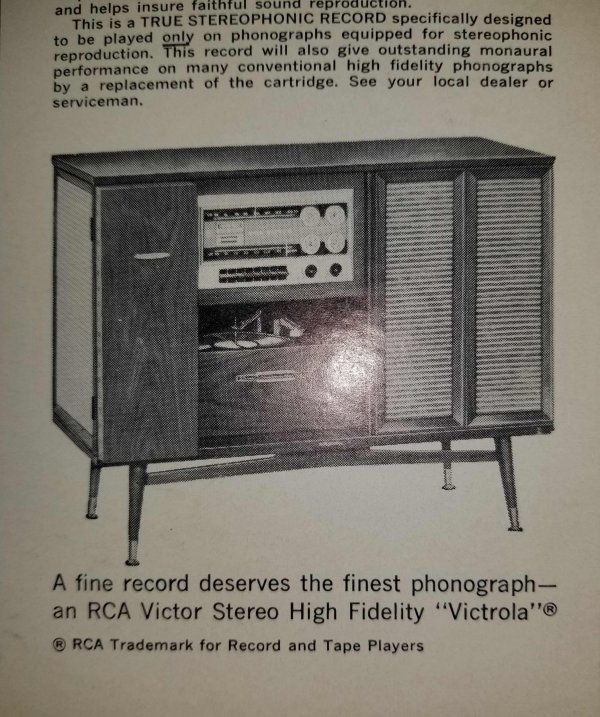 and helps insure faithful sound reproduction.
This is a TRUE STEREOPHONIC RECORD specifically designed
to be played only on phonographs equipped for stereophonic
reproduction. This record will also give outstanding monaural
performance on many conventional high fidelity phonographs
by a replacement of the cartridge. See your local dealer or
serviceman.
A fine record deserves the finest phonograph—
an RCA Victor Stereo High Fidelity “Victrola”®
® RCA Trademark for Record and Tape Players